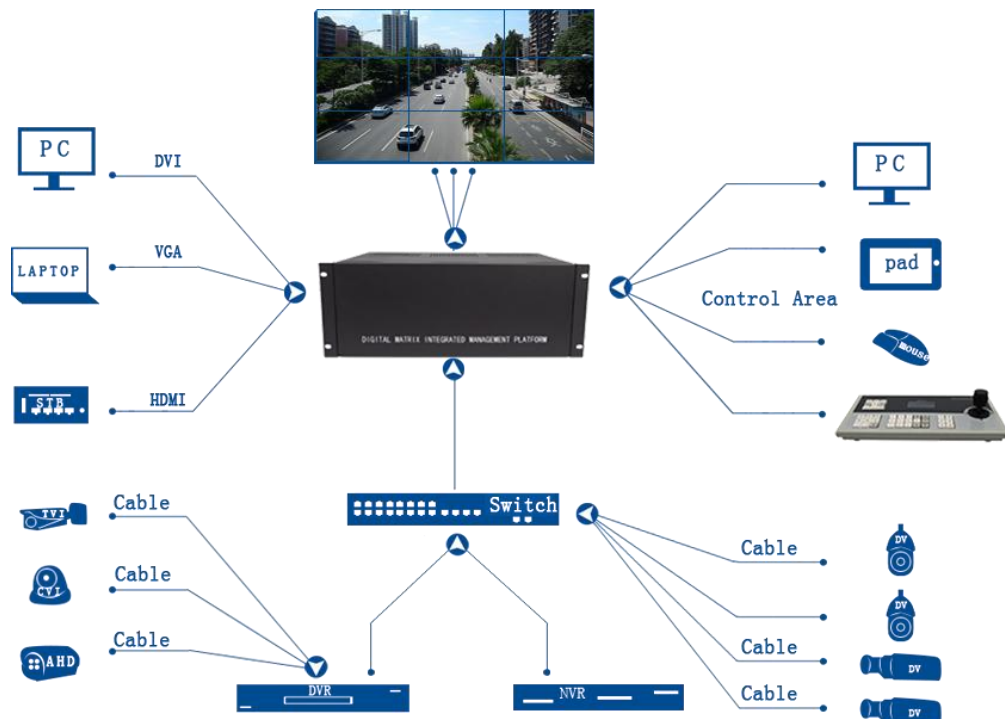 PC
DVI
PC
LAPTOP
VGA
pad
Control Area
DIGITAL MATRIX INTEGRATED MANAGEMENT PLATFORM
mouse
STB
HDMI
Switch
TVI
Cable
Cable
DV
CVI
Cable
DV
AHD
Cable
Cable
DV
DVR
NVR
Cable
DV